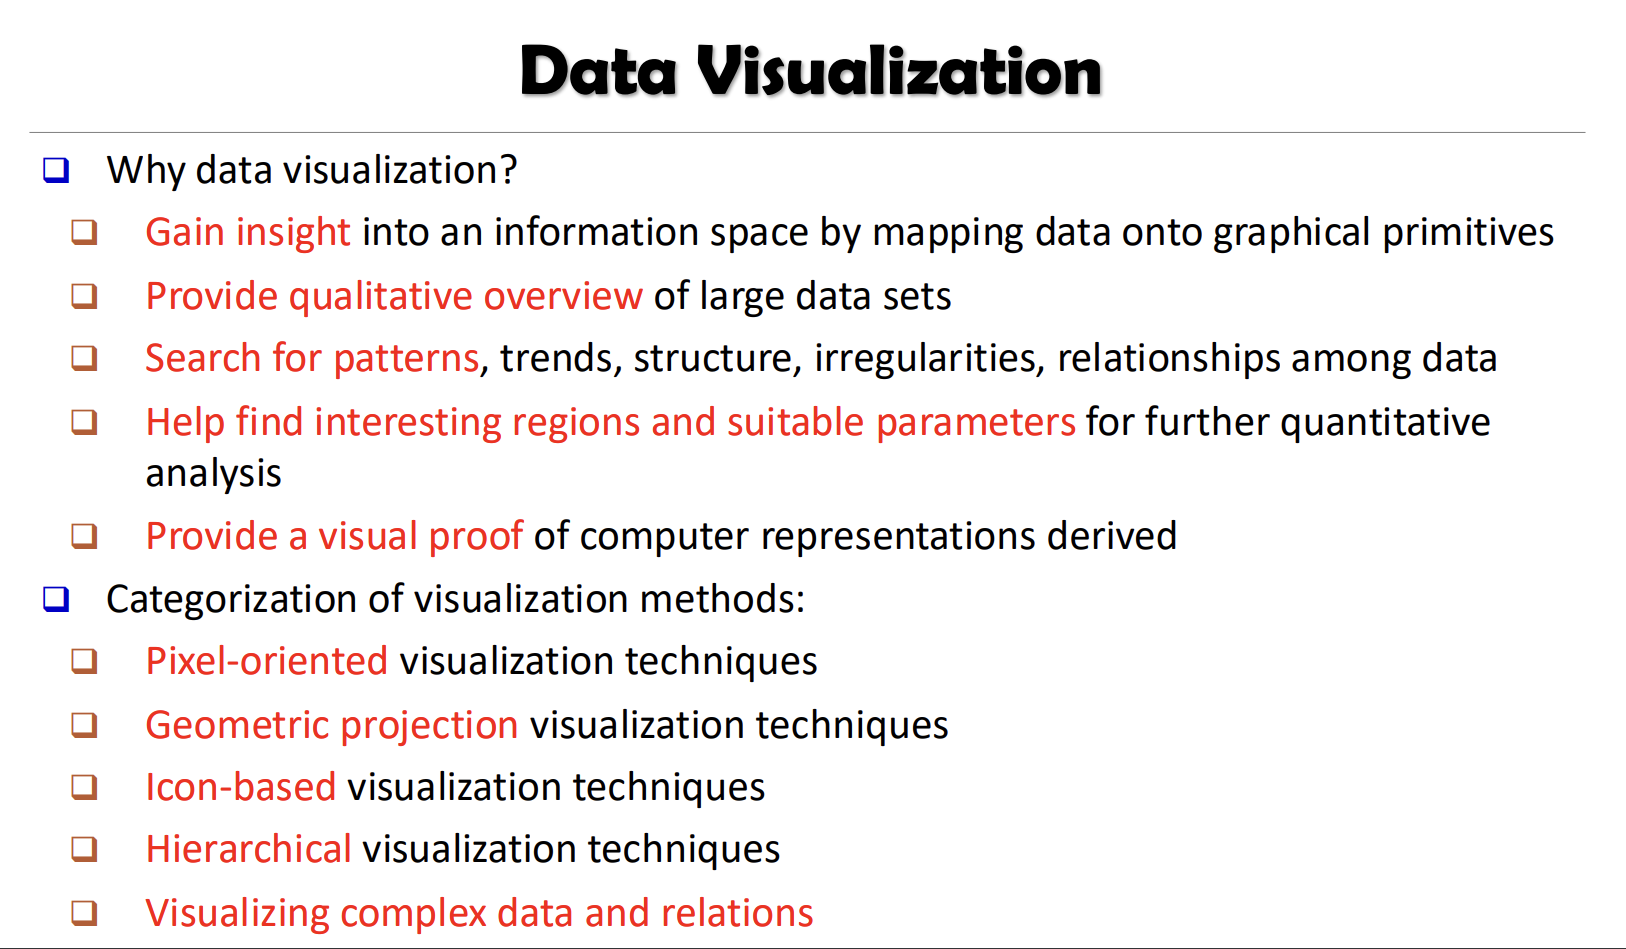 Data Visualization
Why data visualization?
Gain insight into an information space by mapping data onto graphical primitives
Provide qualitative overview of large data sets
Search for patterns, trends, structure, irregularities, relationships among data
Help find interesting regions and suitable parameters for further quantitative
analysis
Provide a visual proof of computer representations derived
Categorization of visualization methods:
Pixel-oriented visualization techniques
Geometric projection visualization techniques
Icon-based visualization techniques
Hierarchical visualization techniques
Visualizing complex data and relations